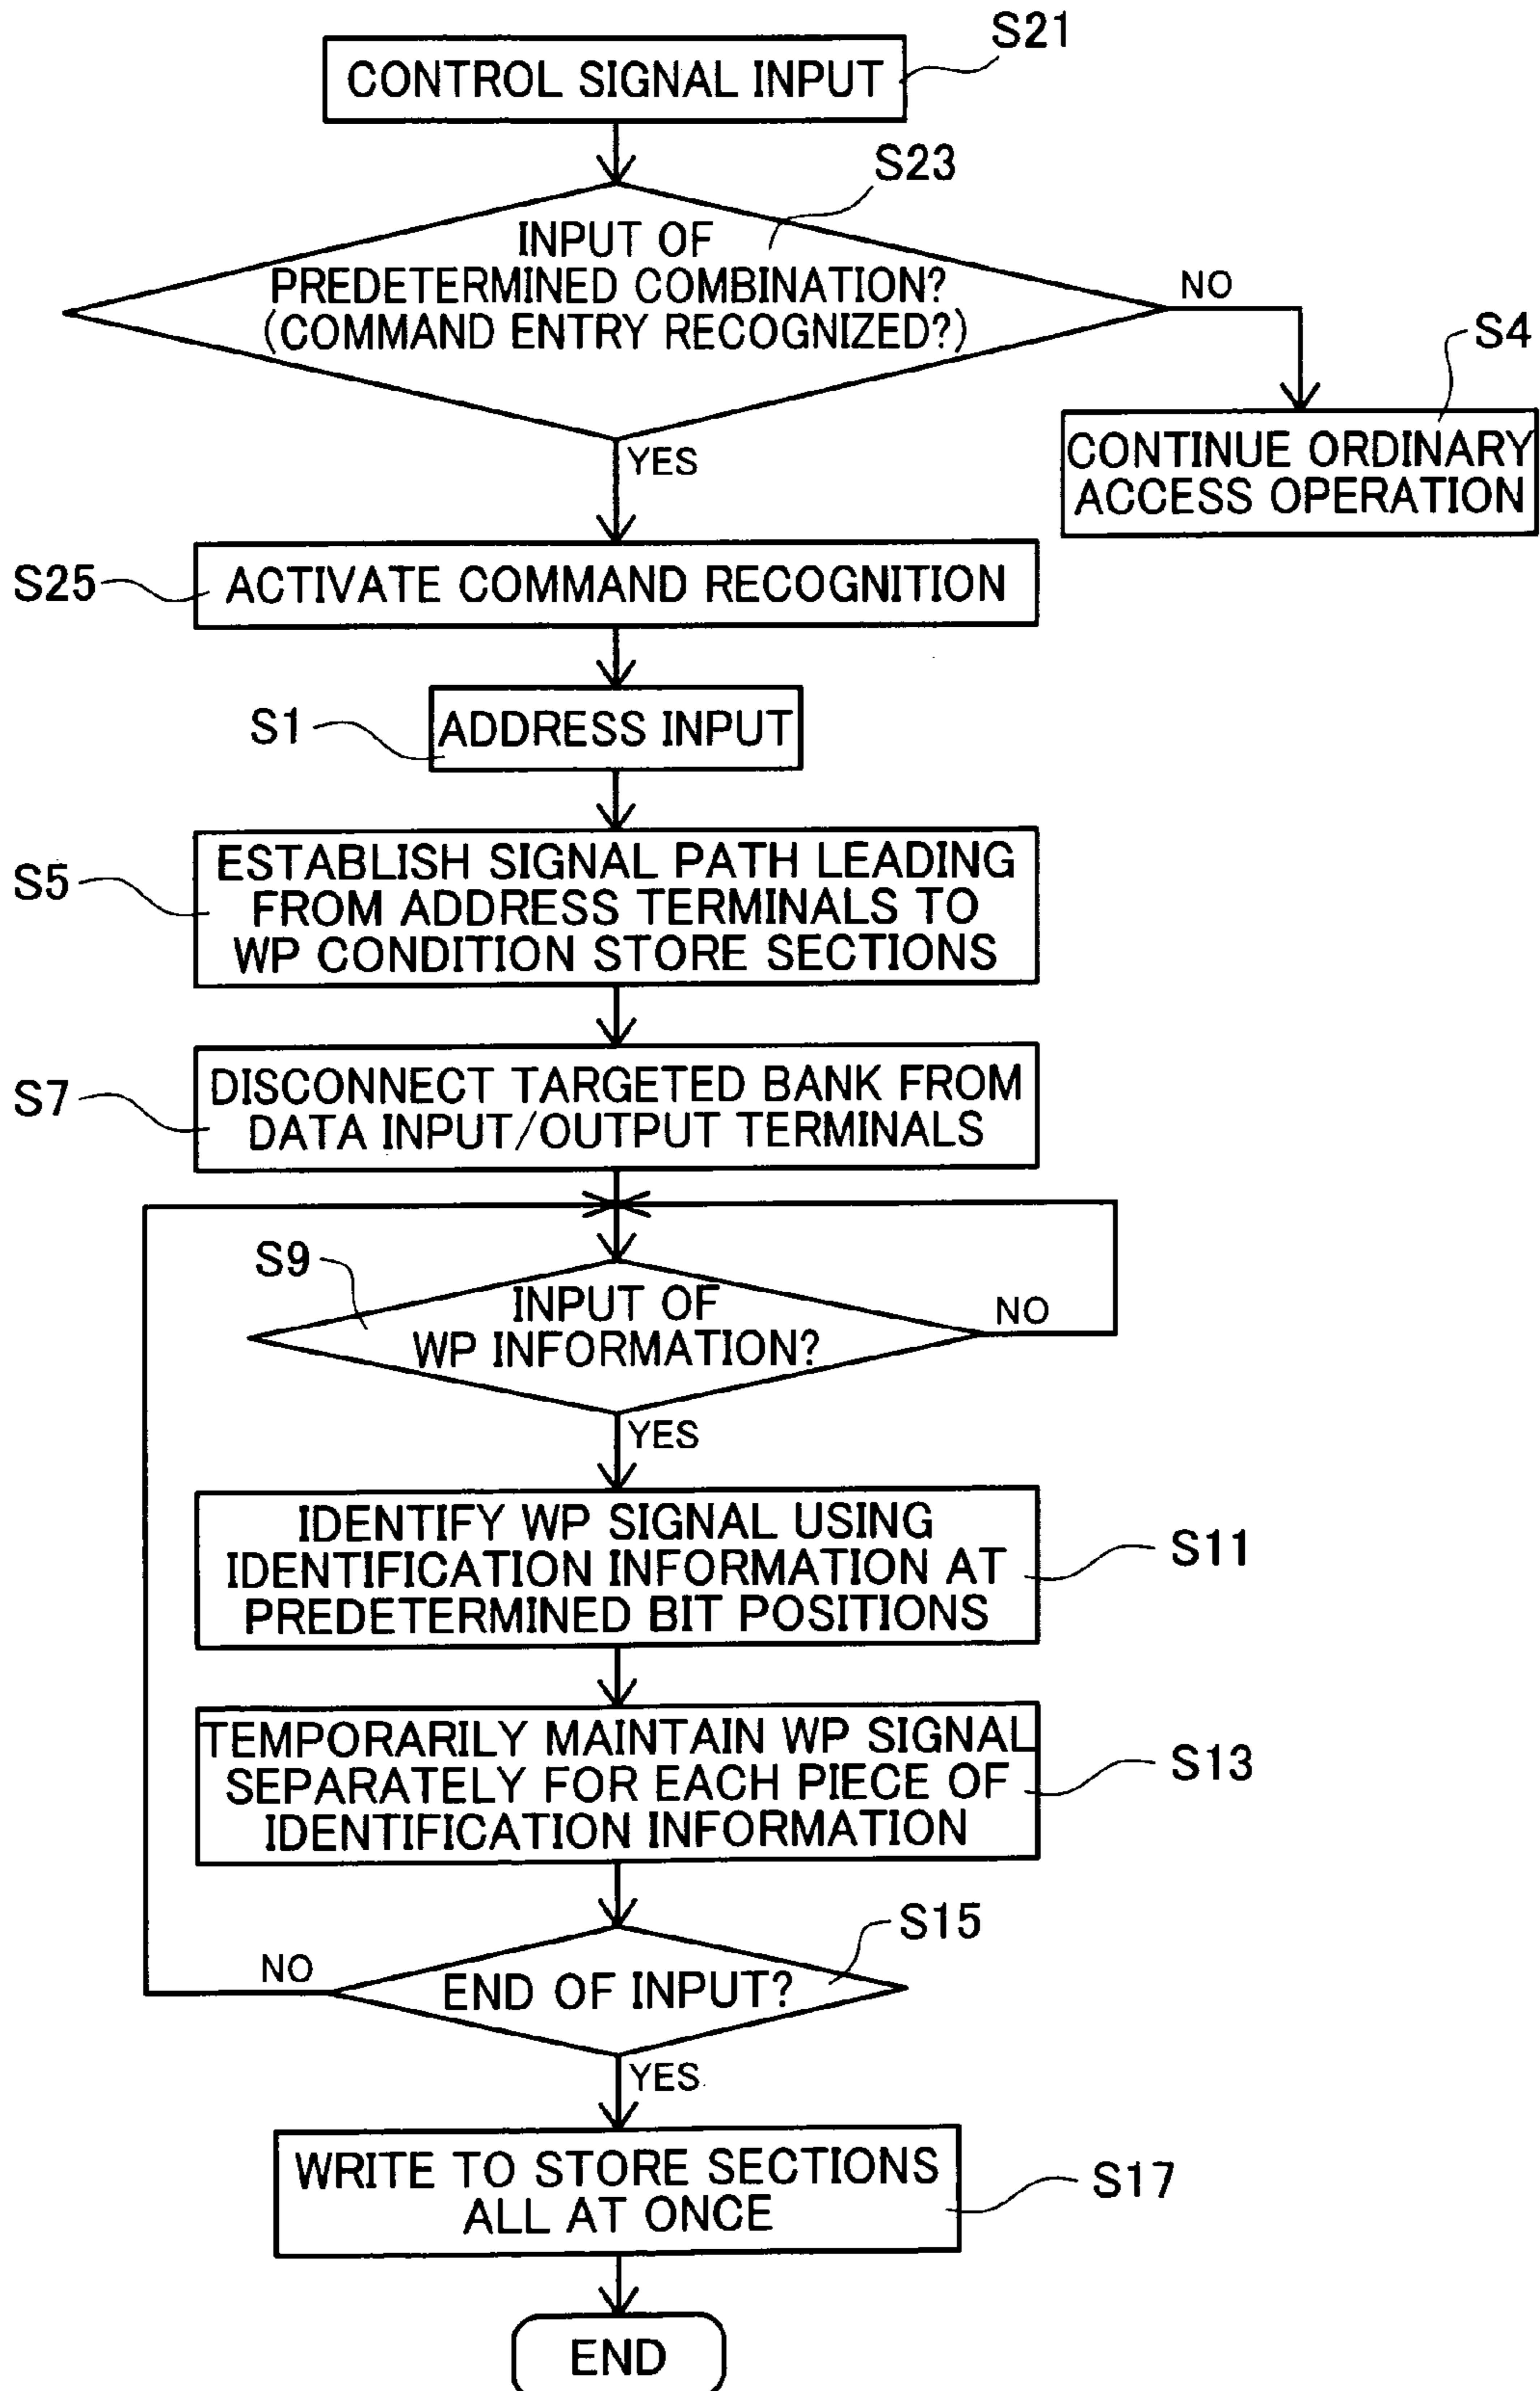 S21
CONTROL SIGNAL INPUT
S23
INPUT OF
PREDETERMINED COMBINATION?
(COMMAND ENTRY RECOGNIZED?)
NO
S4
CONTINUE ORDINARY
ACCESS OPERATION
YES
S25
ACTIVATE COMMAND RECOGNITION
S1
ADDRESS INPUT
S5
ESTABLISH SIGNAL PATH LEADING
FROM ADDRESS TERMINALS TO
WP CONDITION STORE SECTIONS
S7
DISCONNECT TARGETED BANK FROM
DATA INPUT/OUTPUT TERMINALS
S9
INPUT OF
WP INFORMATION?
NO
YES
IDENTIFY WP SIGNAL USING
IDENTIFICATION INFORMATION AT
PREDETERMINED BIT POSITIONS
S11
TEMPORARILY MAINTAIN WP SIGNAL
SEPARATELY FOR EACH PIECE OF
IDENTIFICATION INFORMATION
S13
S15
NO
END OF INPUT?
YES
WRITE TO STORE SECTIONS
ALL AT ONCE
S17
END